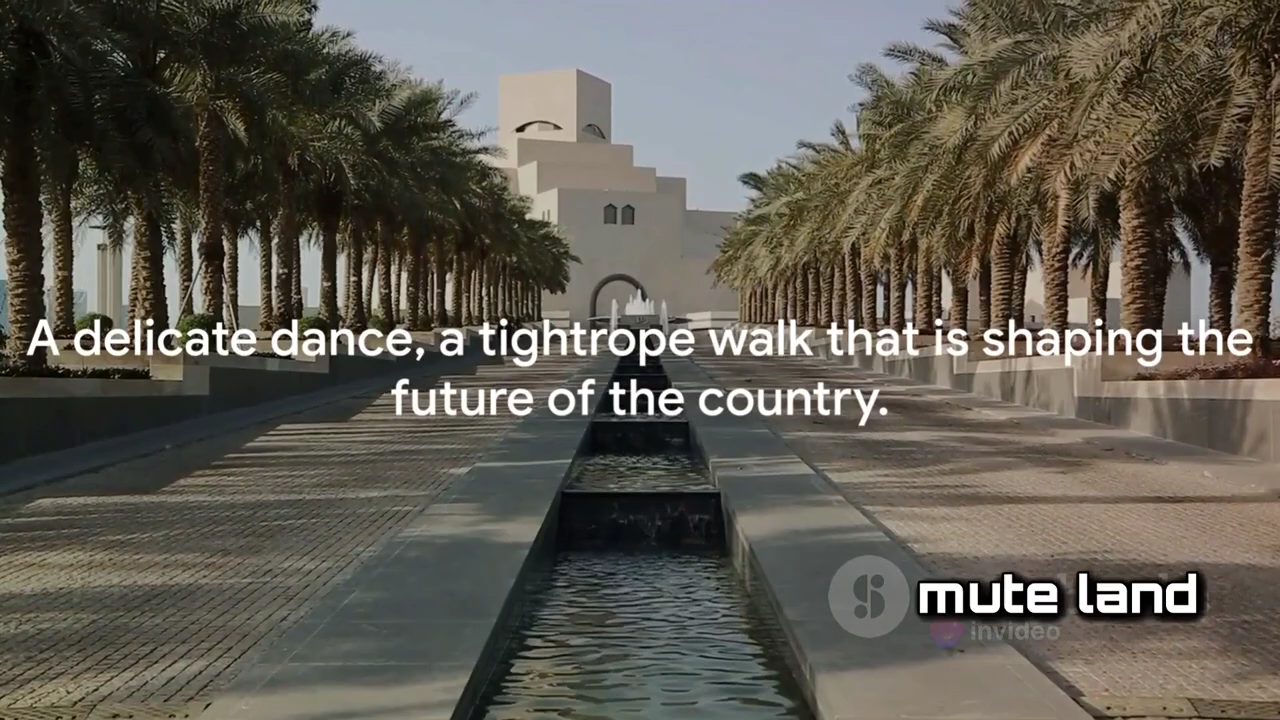 A delicate dance, a tightrope walk that is shaping the
future of the country.
mute land
invideo